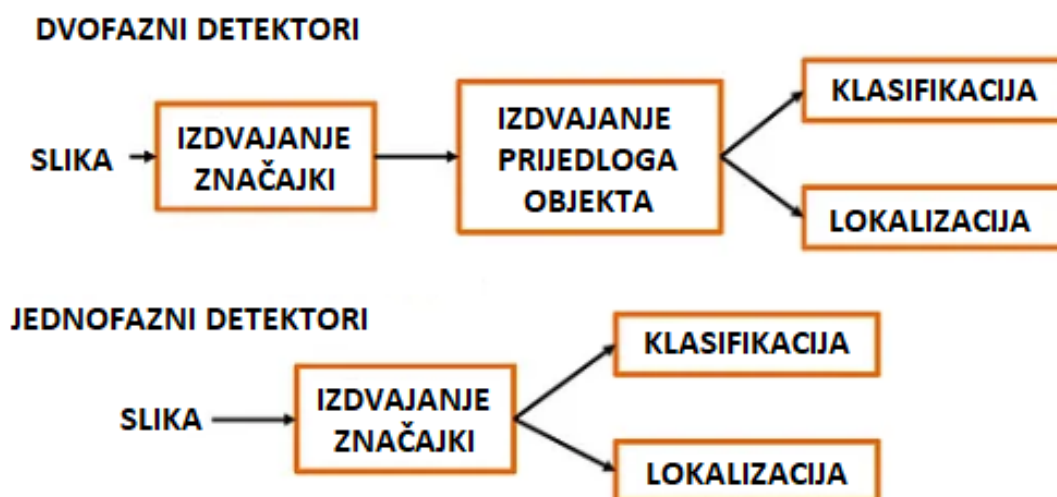 DVOFAZNI DETEKTORI
SLIKA
IZDVAJANJE
ZNAČAJKI
IZDVAJANJE
PRIJEDLOGA
OBJEKTA
KLASIFIKACIJA
LOKALIZACIJA
JEDNOFAZNI DETEKTORI
SLIKA
IZDVAJANJE
ZNAČAJKI
KLASIFIKACIJA
LOKALIZACIJA